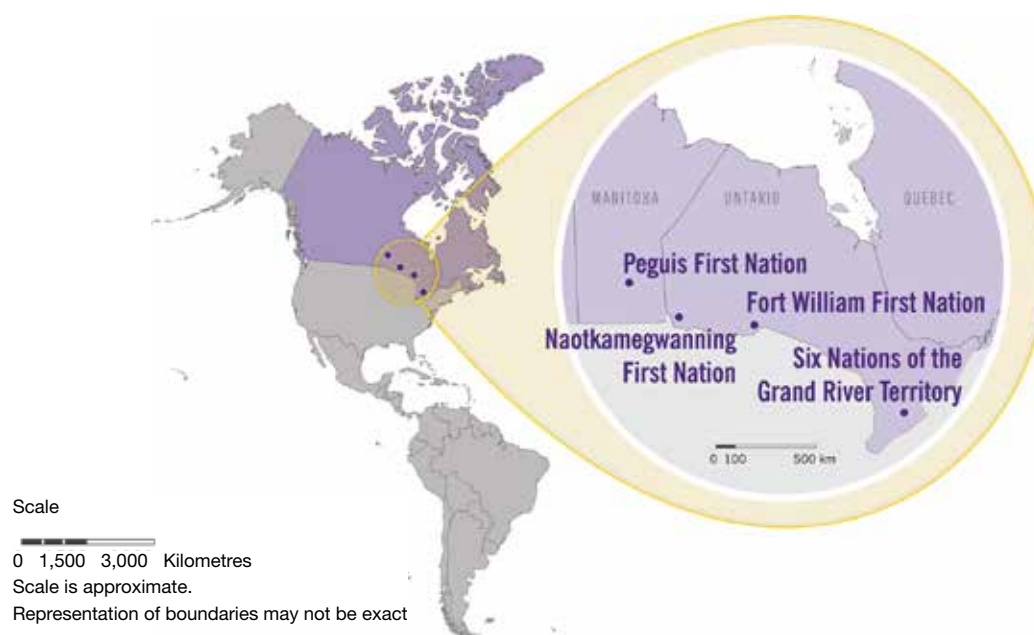 MANITOBA
ONTARIO
QUEBEC
Peguis First Nation
Fort William First Nation
Naotkamegwanning
First Nation
Six Nations of the
Grand River Territory
0 100 500 km
Scale
0 1,500 3,000 Kilometres
Scale is approximate.
Representation of boundaries may not be exact